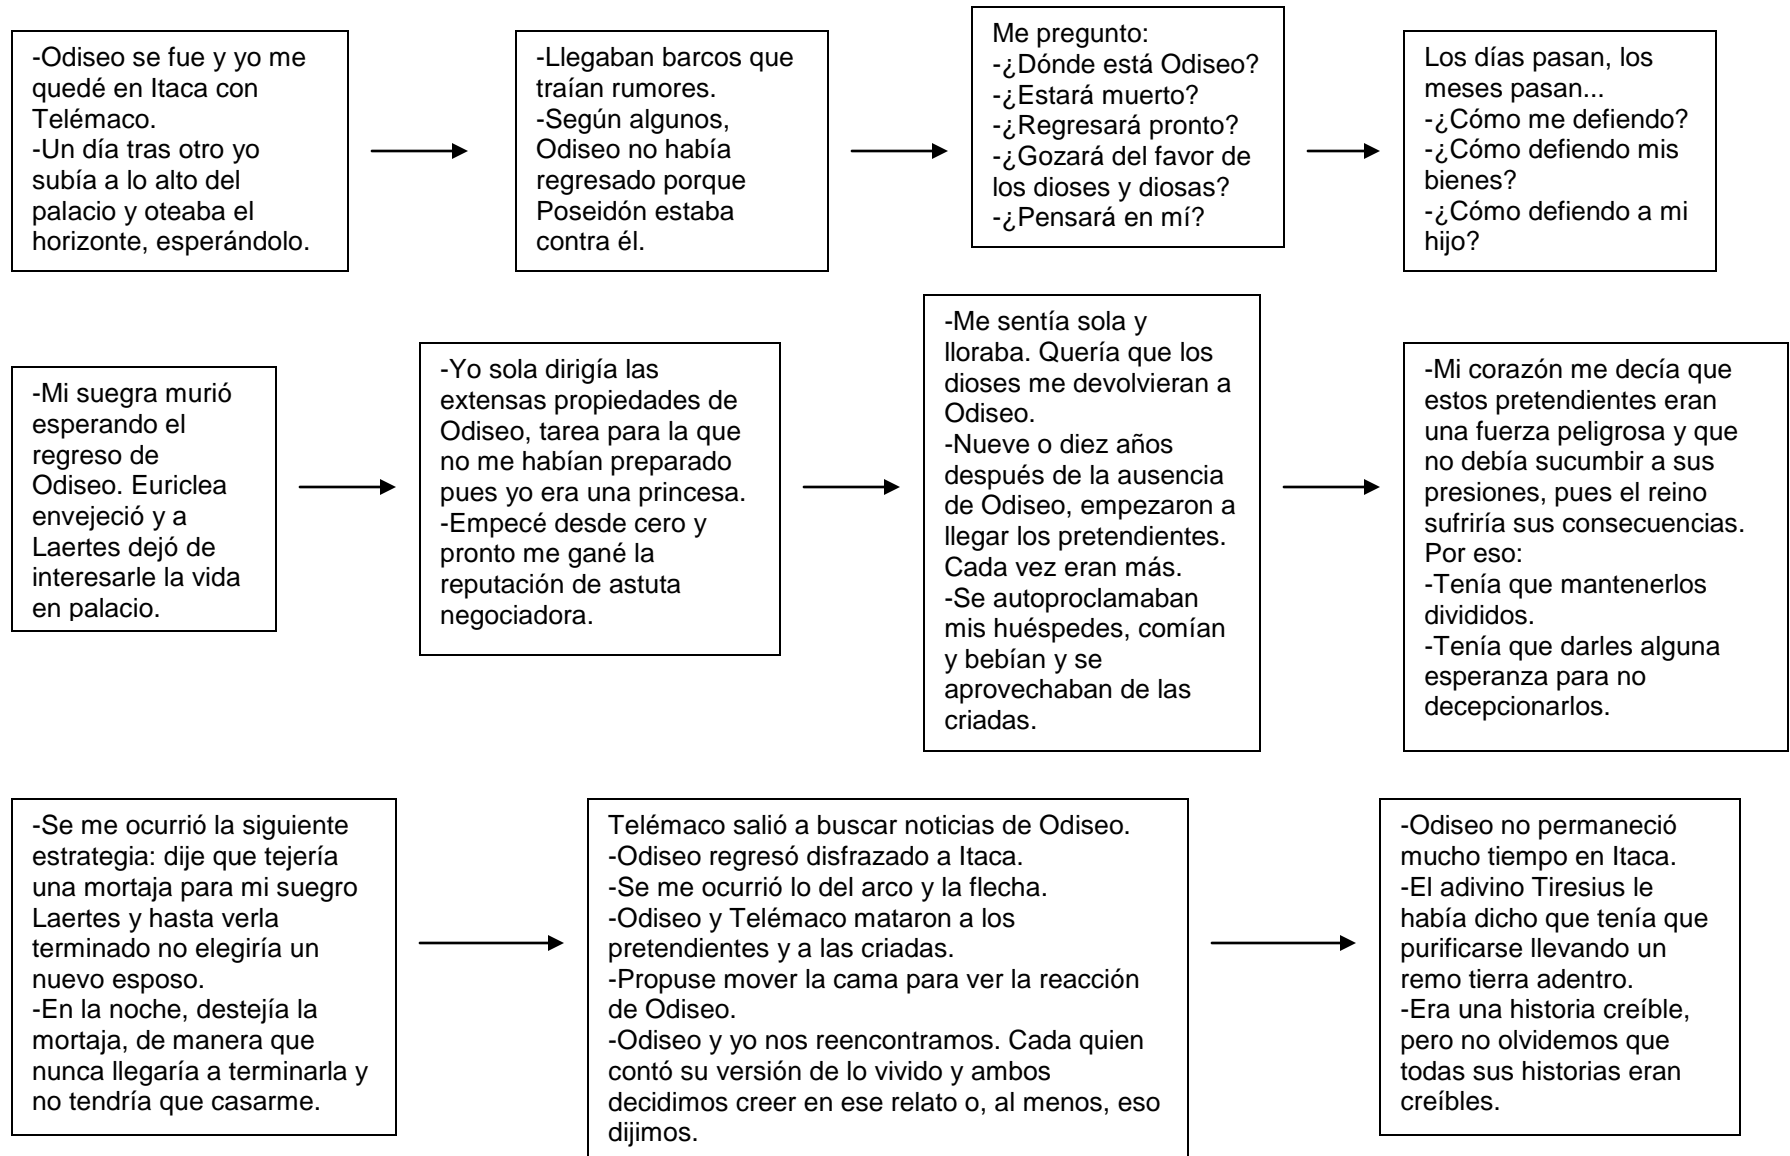 -Odiseo se fue y yo me
quedé en Itaca con
Telémaco.
-Un día tras otro yo
subía a lo alto del
palacio y oteaba el
horizonte, esperándolo.
-Llegaban barcos que
traían rumores.
-Según algunos,
Odiseo no había
regresado porque
Poseidón estaba
contra él.
Me pregunto:
-¿Dónde está Odiseo?
-¿Estará muerto?
-¿Regresará pronto?
-¿Gozará del favor de
los dioses y diosas?
-¿Pensará en mí?
Los días pasan, los
meses pasan...
-¿Cómo me defiendo?
-¿Cómo defiendo mis
bienes?
-¿Cómo defiendo a mi
hijo?
-Mi suegra murió
esperando el
regreso de
Odiseo. Euriclea
envejeció y a
Laertes dejó de
interesarle la vida
en palacio.
-Yo sola dirigía las
extensas propiedades de
Odiseo, tarea para la que
no me habían preparado
pues yo era una princesa.
-Empecé desde cero y
pronto me gané la
reputación de astuta
negociadora.
-Me sentía sola y
lloraba. Quería que los
dioses me devolvieran a
Odiseo.
-Nueve o diez años
después de la ausencia
de Odiseo, empezaron a
llegar los pretendientes.
Cada vez eran más.
-Se autoproclamaban
mis huéspedes, comían
y bebían y se
aprovechaban de las
criadas.
-Mi corazón me decía que
estos pretendientes eran
una fuerza peligrosa y que
no debía sucumbir a sus
presiones, pues el reino
sufriría sus consecuencias.
Por eso:
-Tenía que mantenerlos
divididos.
-Tenía que darles alguna
esperanza para no
decepcionarlos.
-Se me ocurrió la siguiente
estrategia: dije que tejería
una mortaja para mi suegro
Laertes y hasta verla
terminado no elegiría un
nuevo esposo.
-En la noche, destejía la
mortaja, de manera que
nunca llegaría a terminarla y
no tendría que casarme.
Telémaco salió a buscar noticias de Odiseo.
-Odiseo regresó disfrazado a Itaca.
-Se me ocurrió lo del arco y la flecha.
-Odiseo y Telémaco mataron a los
pretendientes y a las criadas.
-Propuse mover la cama para ver la reacción
de Odiseo.
-Odiseo y yo nos reencontramos. Cada quien
contó su versión de lo vivido y ambos
decidimos creer en ese relato o, al menos, eso
dijimos.
-Odiseo no permaneció
mucho tiempo en Itaca.
-El adivino Tiresius le
había dicho que tenía que
purificarse llevando un
remo tierra adentro.
-Era una historia creíble,
pero no olvidemos que
todas sus historias eran
creíbles.